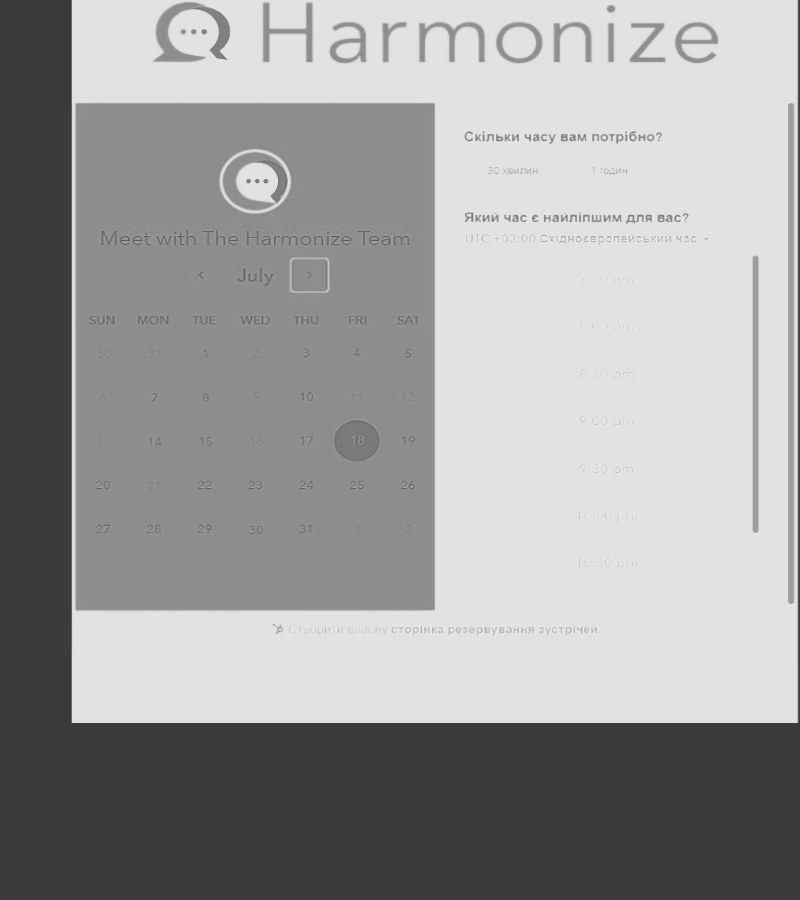 Harmonize
Meet with The Harmonize Team
July
SUN MON TUE WED THU FRI SAT
30 31 1 2 3 4 5
6 7 8 9 10 11 12
13 14 15 16 17 18 19
20 21 22 23 24 25 26
27 28 29 30 31 1 2
Скільки часу вам потрібно?
30 хвилин 1 годин
Який час є найліпшим для вас?
UTC +03:00 Східноєвропейський час
7:30 pm
8:00 pm
8:30 pm
9:00 pm
9:30 pm
10:00 pm
10:30 pm
Створити власну сторінка резервування зустрічей